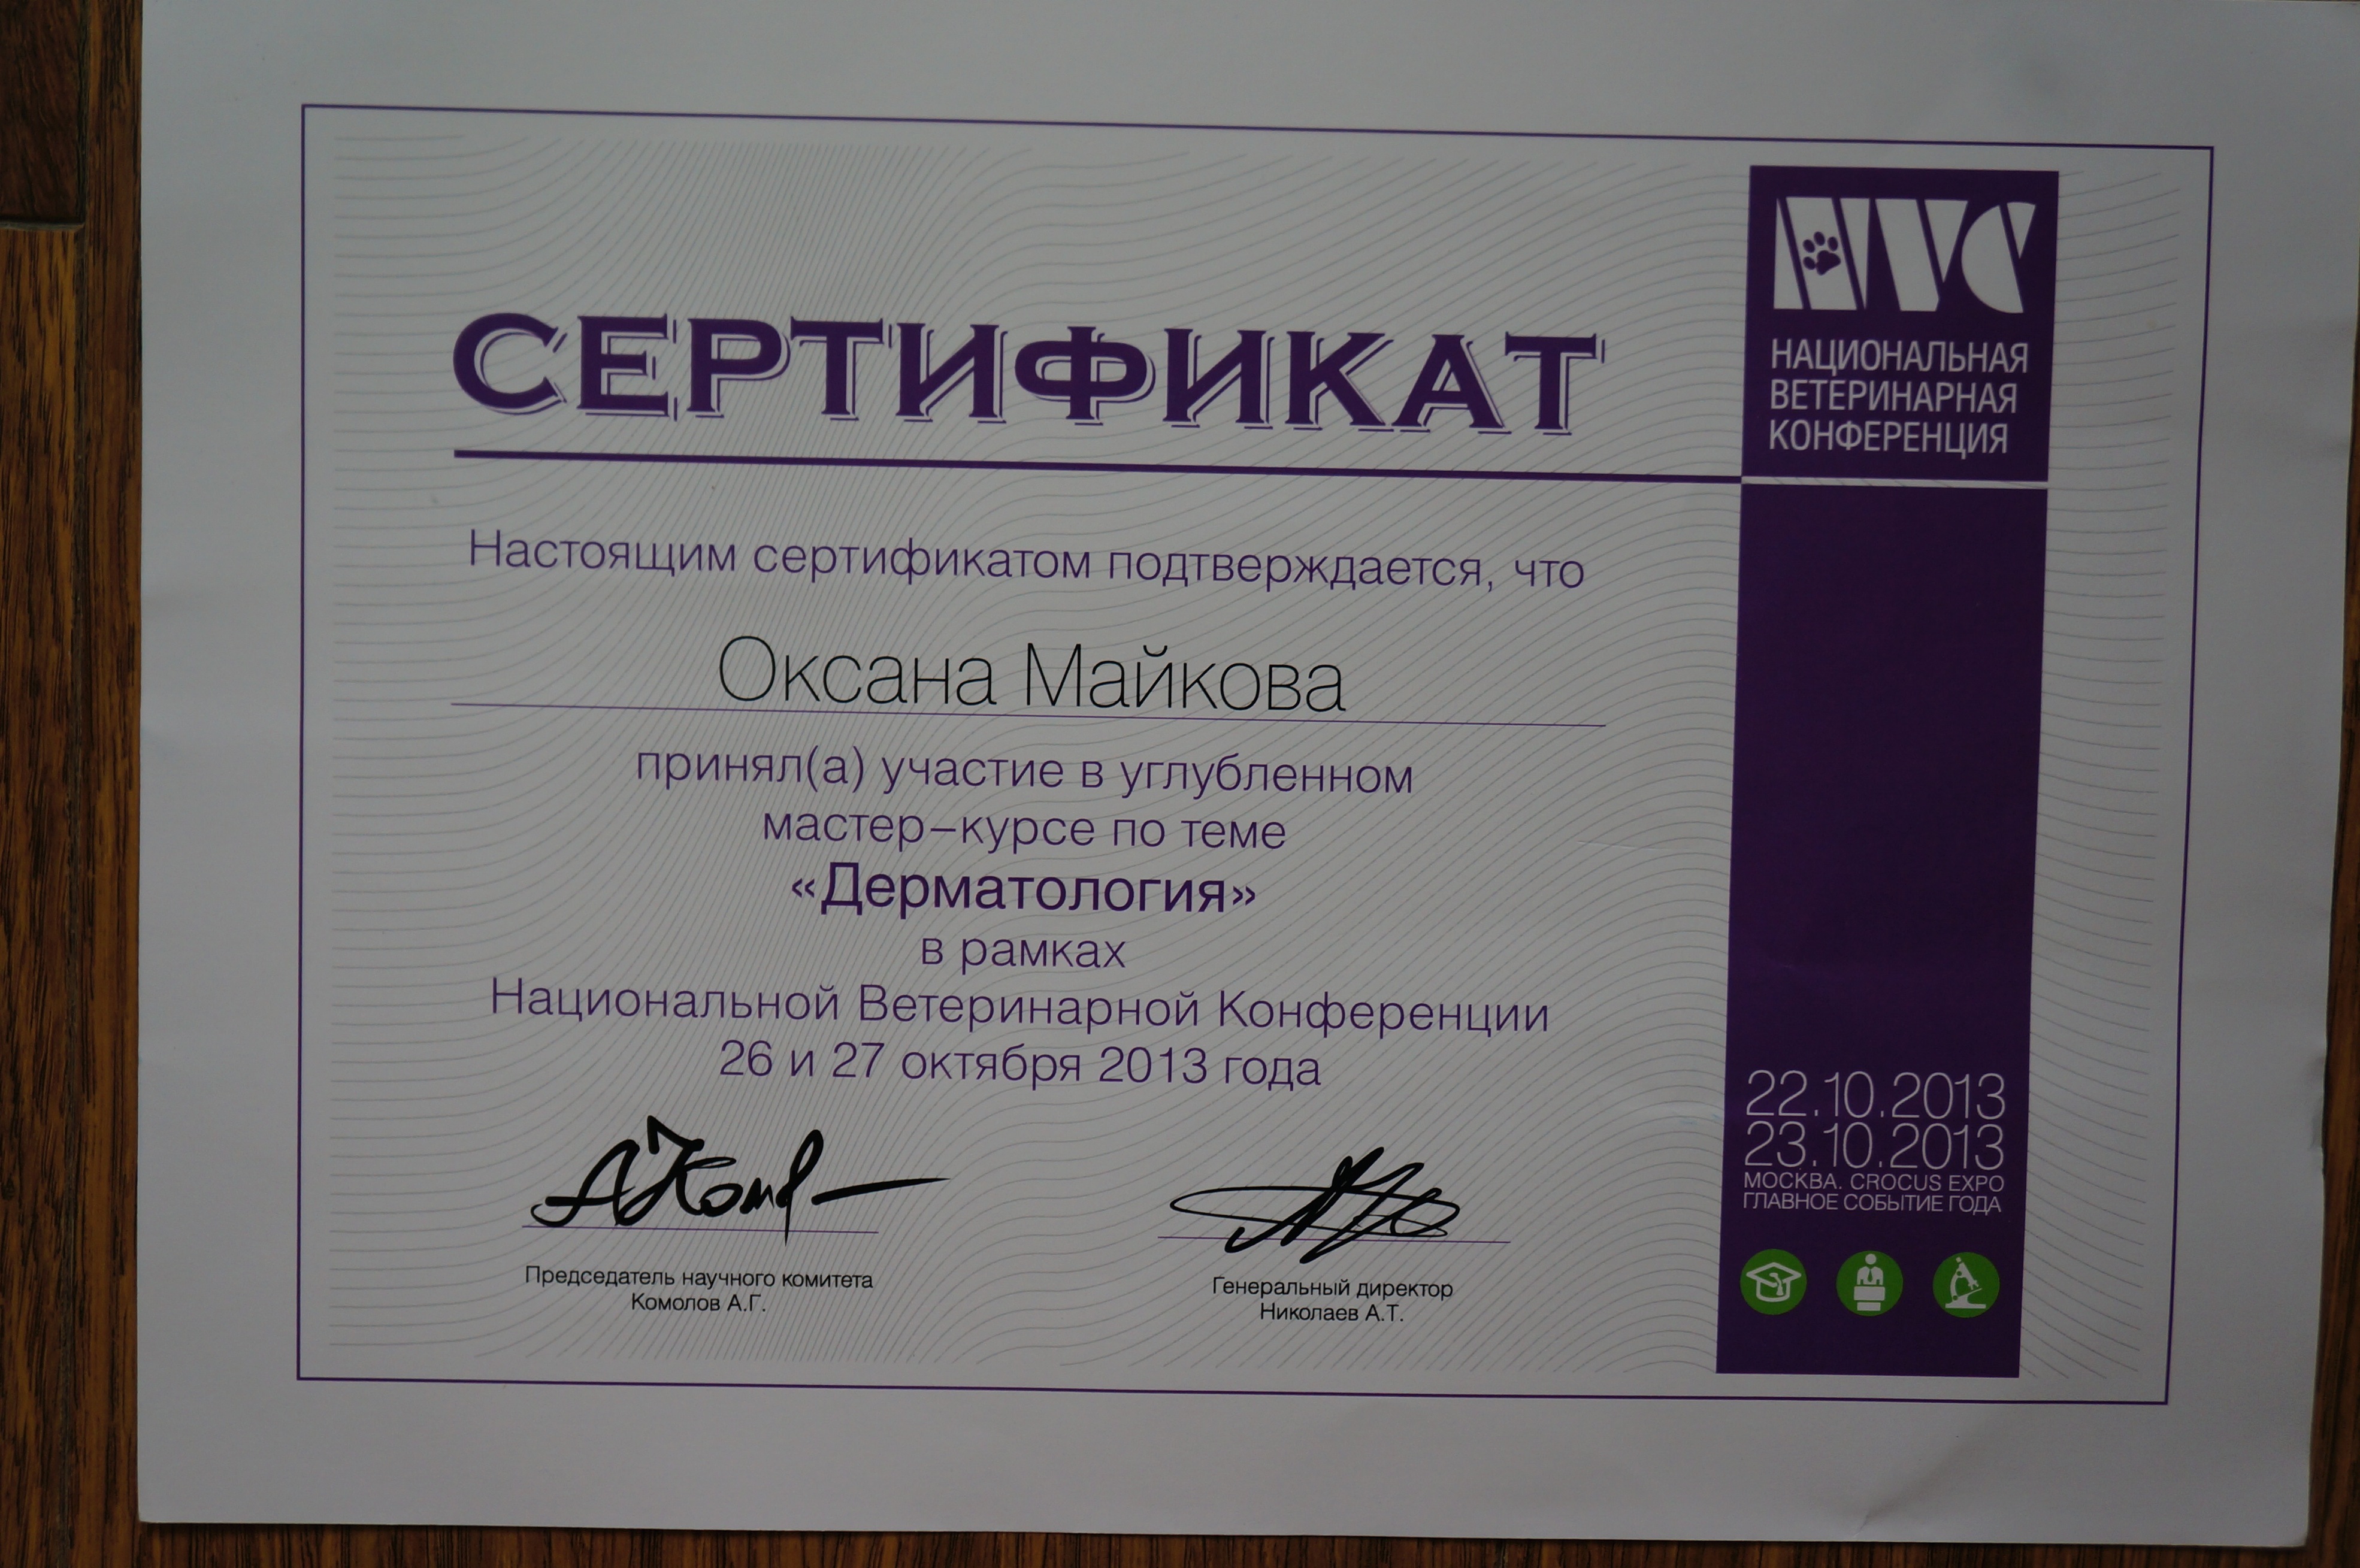 СЕРТИФИКАТ
Настоящим сертификатом подтверждается, что
Оксана Майкова
принял(а) участие в углубленном
мастер-курсе по теме
«Дерматология»
в рамках
Национальной Ветеринарной Конференции
26 и 27 октября 2013 года
Председатель научного комитета
Комолов А.Г.
Генеральный директор
Николаев А.Т.
NVC
НАЦИОНАЛЬНАЯ
ВЕТЕРИНАРНАЯ
КОНФЕРЕНЦИЯ
22.10.2013
23.10.2013
МОСКВА. CROCUS EXPO
ГЛАВНОЕ СОБЫТИЕ ГОДА